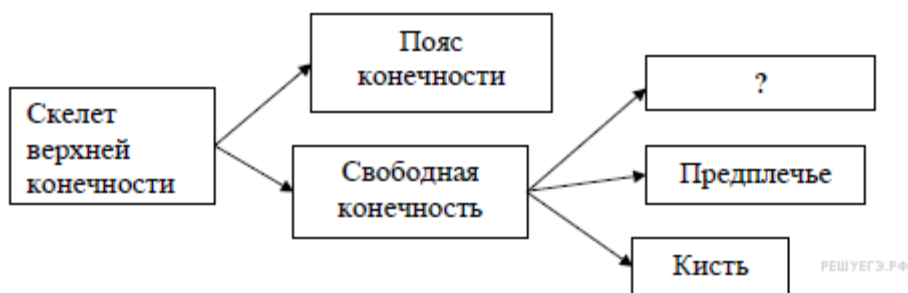 Скелет
верхней
конечности
Пояс
конечности
Свободная
конечность
?
Предплечье
Кисть
РЕШУЕГЭ.РФ